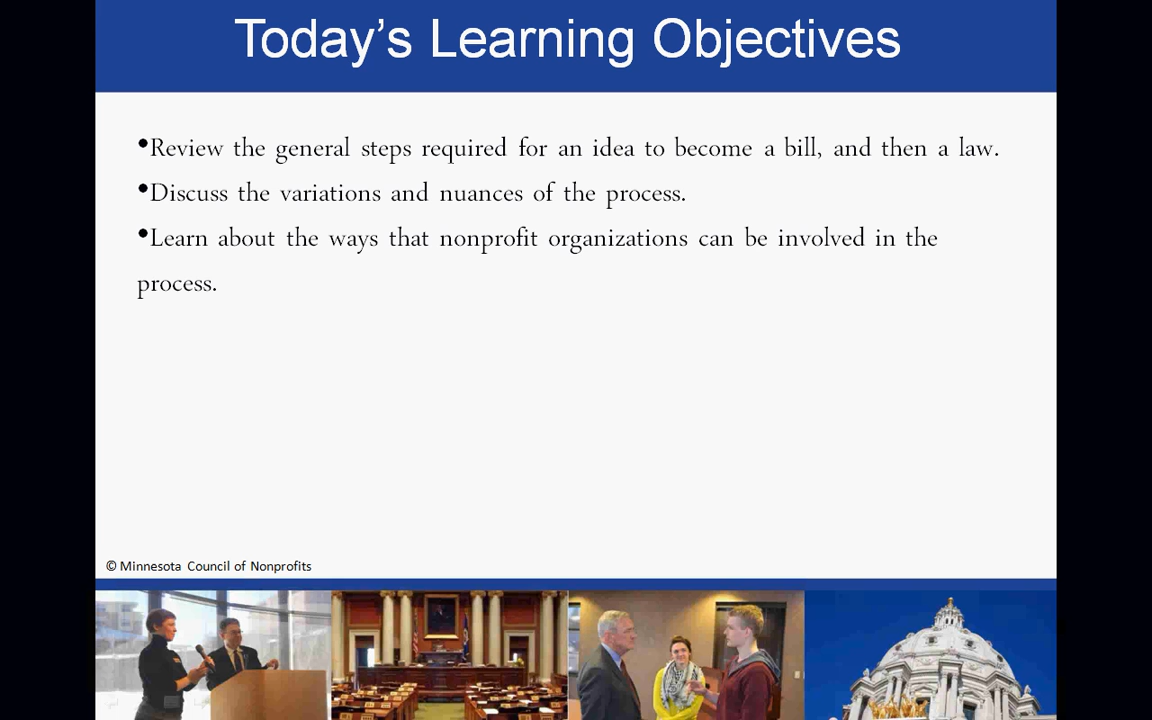 Today’s Learning Objectives
•Review the general steps required for an idea to become a bill, and then a law.
•Discuss the variations and nuances of the process.
•Learn about the ways that nonprofit organizations can be involved in the
process.
© Minnesota Council of Nonprofits